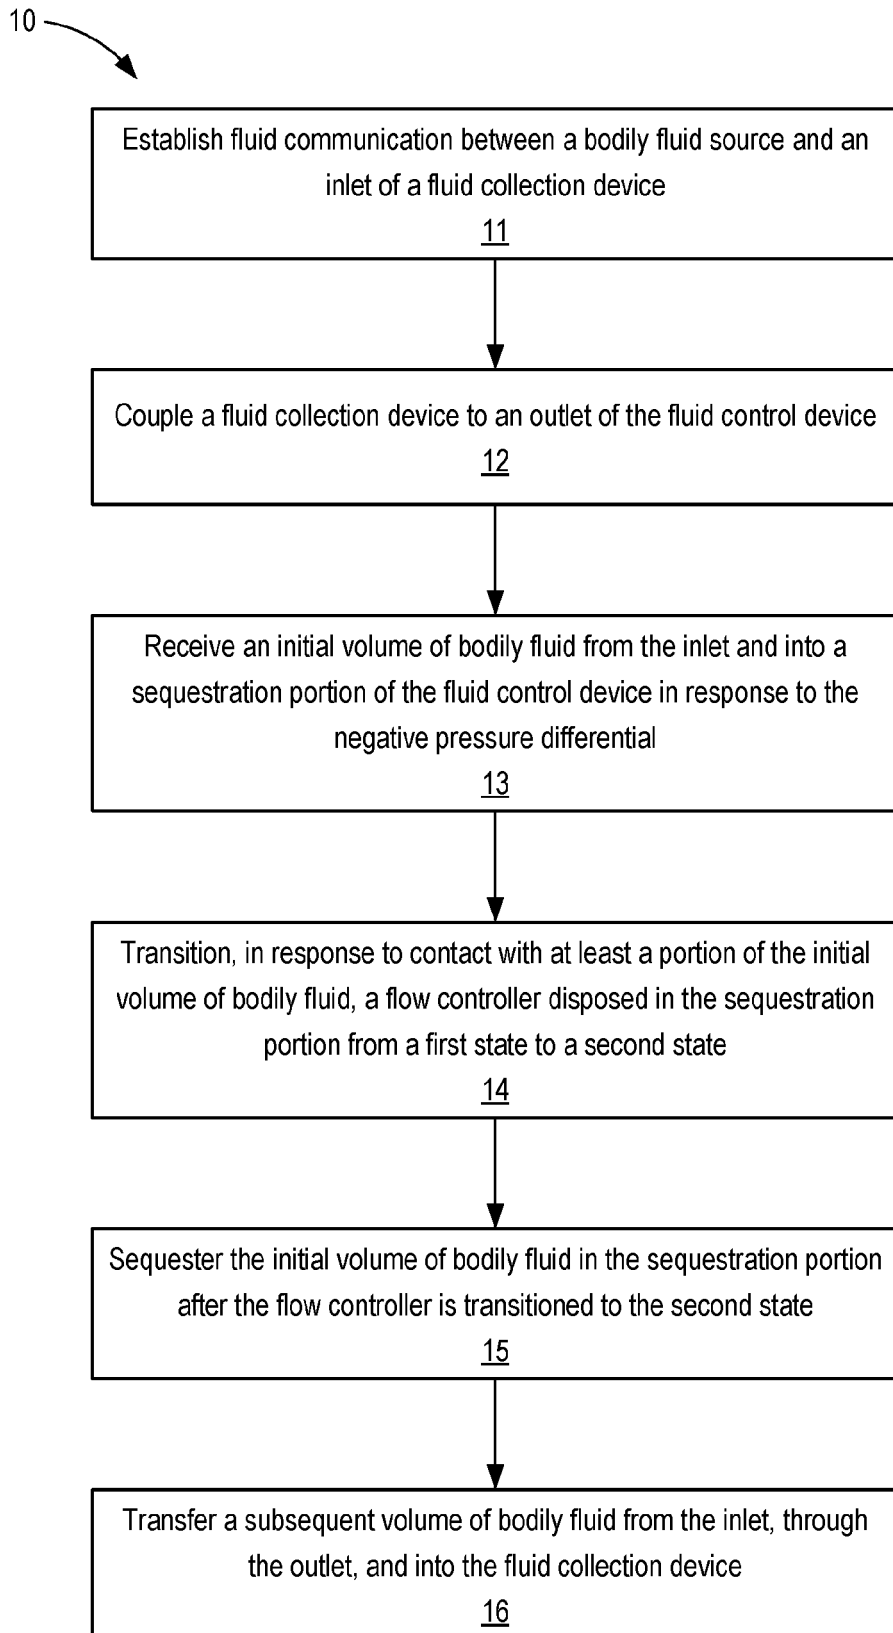 10
Establish fluid communication between a bodily fluid source and an
inlet of a fluid collection device
11
Couple a fluid collection device to an outlet of the fluid control device
12
Receive an initial volume of bodily fluid from the inlet and into a
sequestration portion of the fluid control device in response to the
negative pressure differential
13
Transition, in response to contact with at least a portion of the initial
volume of bodily fluid, a flow controller disposed in the sequestration
portion from a first state to a second state
14
Sequester the initial volume of bodily fluid in the sequestration portion
after the flow controller is transitioned to the second state
15
Transfer a subsequent volume of bodily fluid from the inlet, through
the outlet, and into the fluid collection device
16